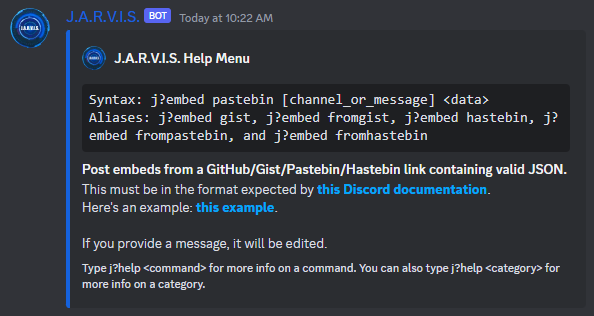 J.A.R.V.I.S. BOT Today at 10:22 AM
J.A.R.V.I.S.
J.A.R.V.I.S. Help Menu
Syntax: j?embed pastebin [channel_or_message] <data>
Aliases: j?embed gist, j?embed fromgist, j?embed hastebin, j?
embed frompastebin, and j?embed fromhastebin
Post embeds from a GitHub/Gist/Pastebin/Hastebin link containing valid JSON.
This must be in the format expected by this Discord documentation.
Here's an example: this example.
If you provide a message, it will be edited.
Type j?help <command> for more info on a command. You can also type j?help <category> for
more info on a category.